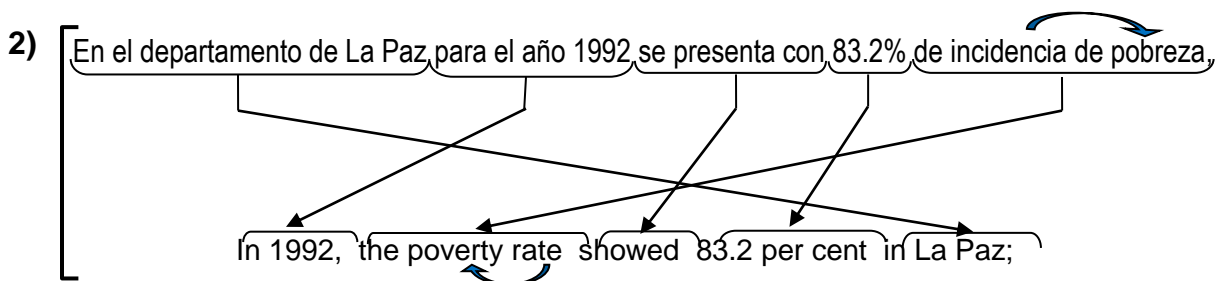 2) En el departamento de La Paz para el año 1992 se presenta con 83.2% de incidencia de pobreza,
In 1992, the poverty rate showed 83.2 per cent in La Paz;